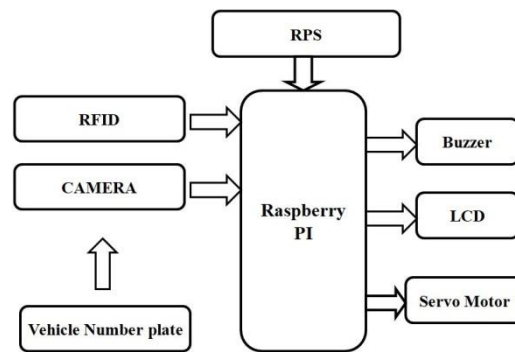 RPS
RFID
CAMERA
Vehicle Number plate
Raspberry
PI
Buzzer
LCD
Servo Motor